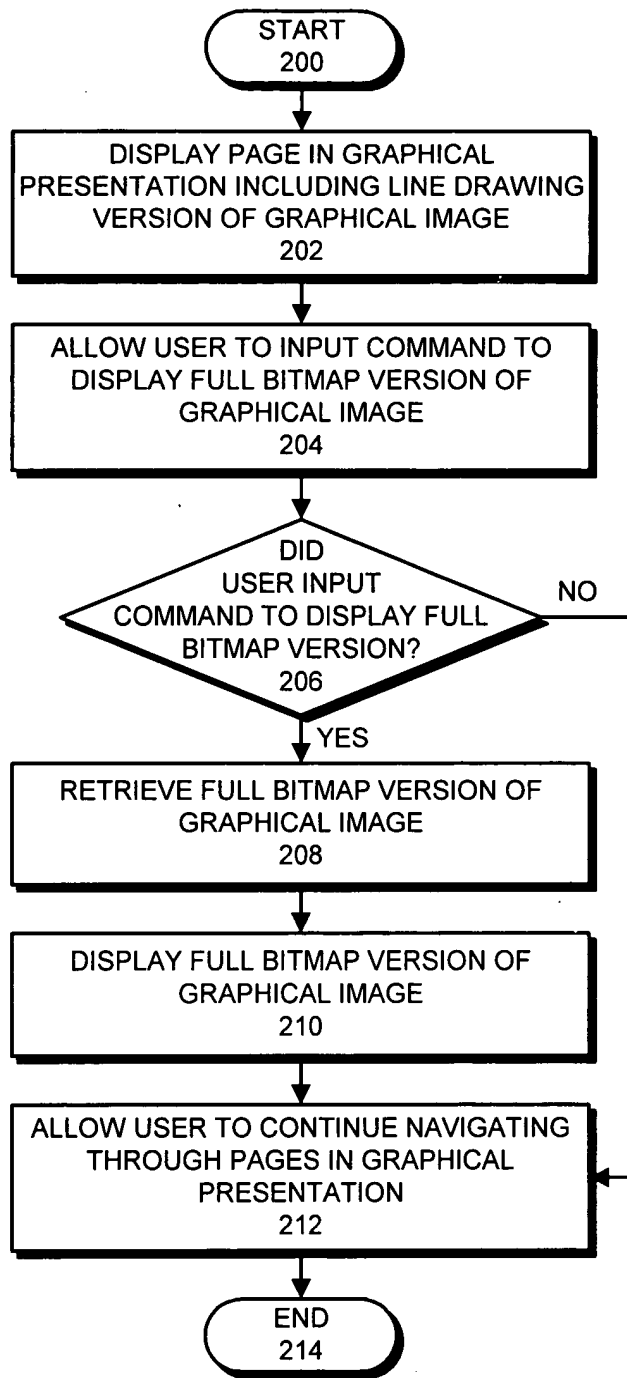 START
200
DISPLAY PAGE IN GRAPHICAL
PRESENTATION INCLUDING LINE DRAWING
VERSION OF GRAPHICAL IMAGE
202
ALLOW USER TO INPUT COMMAND TO
DISPLAY FULL BITMAP VERSION OF
GRAPHICAL IMAGE
204
DID
USER INPUT
COMMAND TO DISPLAY FULL
BITMAP VERSION?
206
NO
YES
RETRIEVE FULL BITMAP VERSION OF
GRAPHICAL IMAGE
208
DISPLAY FULL BITMAP VERSION OF
GRAPHICAL IMAGE
210
ALLOW USER TO CONTINUE NAVIGATING
THROUGH PAGES IN GRAPHICAL
PRESENTATION
212
END
214